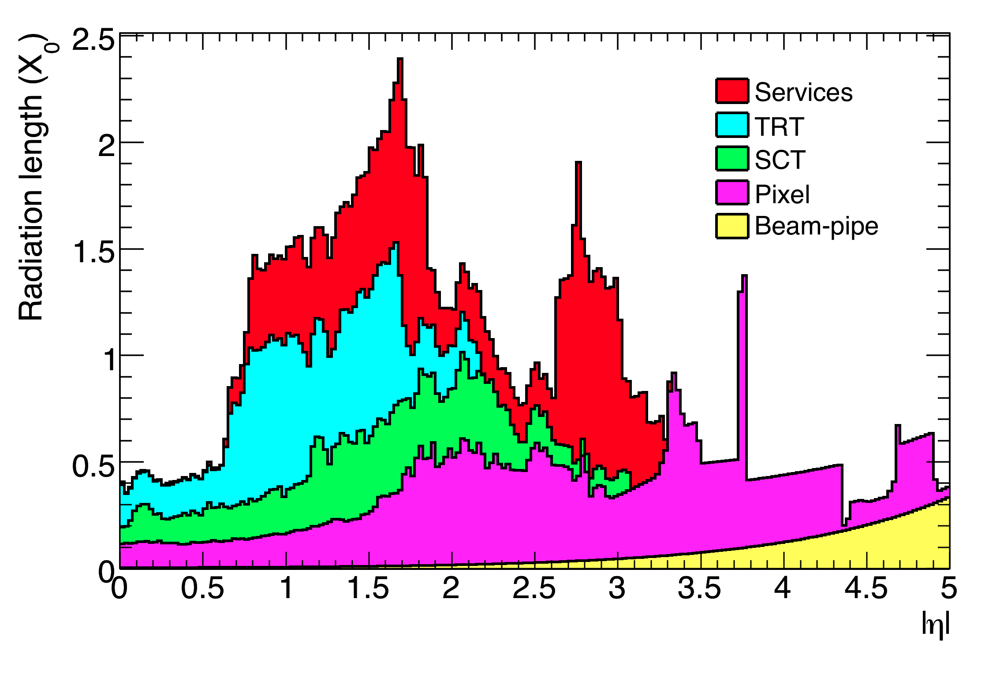 Radiation length (X0)
2.5
2
1.5
1
0.5
0
Services
TRT
SCT
Pixel
Beam-pipe
0 0.5 1 1.5 2 2.5 3 3.5 4 4.5 5
|η|